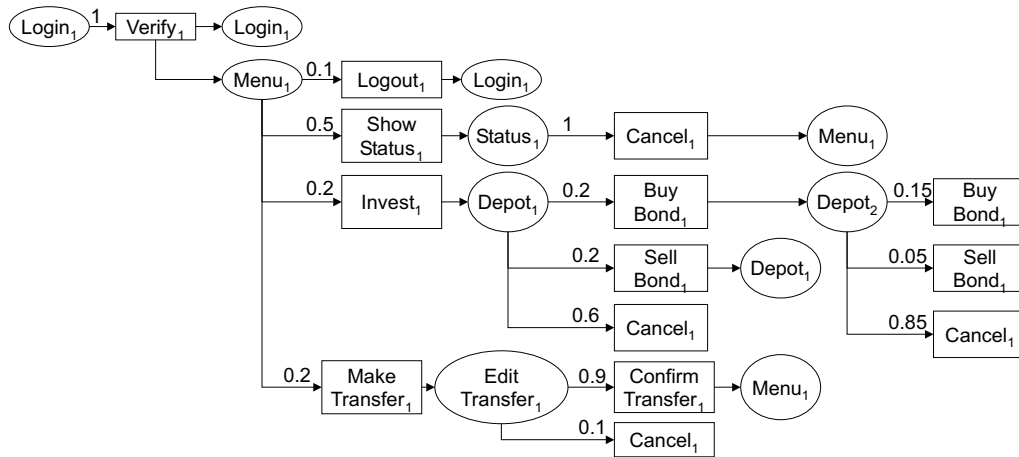 Login₁ 1 Verify₁ Login₁
Menu₁ 0.1 Logout₁ Login₁
0.5 Show Status₁ Status₁ 1 Cancel₁ Menu₁
0.2 Invest₁ Depot₁ 0.2 Buy Bond₁ Depot₂ 0.15 Buy Bond₁
0.2 Sell Bond₁ Depot₁ 0.05 Sell Bond₁
0.6 Cancel₁ 0.85 Cancel₁
0.2 Make Transfer₁ Edit Transfer₁ 0.9 Confirm Transfer₁ Menu₁
0.1 Cancel₁